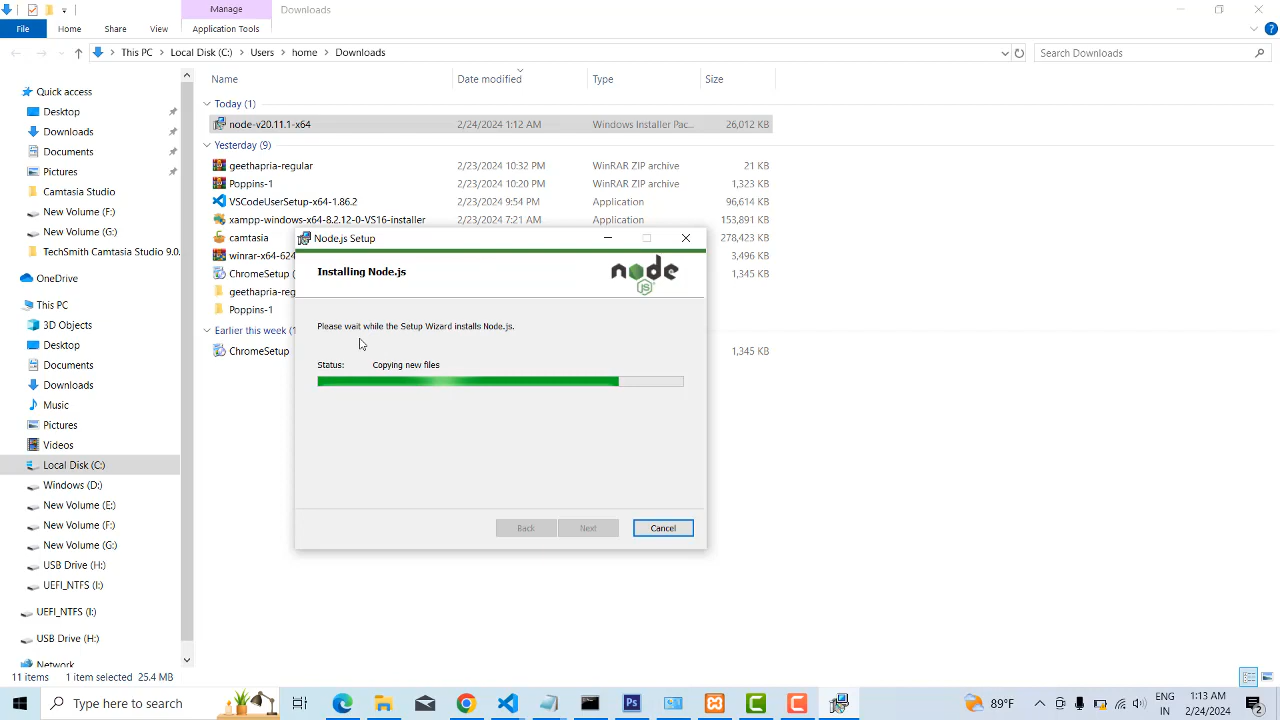 Manage
Downloads
File
Home
Share
View
Application Tools
This PC
Local Disk (C:)
Users
home
Downloads
Search Downloads
Name
Date modified
Type
Size
Today (1)
node-v20.11.1-x64
2/24/2024 1:12 AM
Windows Installer Pac...
26,012 KB
Yesterday (9)
geethapria-regular
2/23/2024 10:32 PM
WinRAR ZIP archive
21 KB
Poppins-1
2/23/2024 10:20 PM
WinRAR ZIP archive
1,323 KB
VSCodeUserSetup-x64-1.86.2
2/23/2024 9:54 PM
Application
96,614 KB
xampp-windows-x64-8.2.12-0-VS16-installer
2/23/2024 7:21 AM
Application
153,891 KB
camtasia
278,423 KB
winrar-x64-624
3,496 KB
ChromeSetup (
1,345 KB
geethapria-reg
Poppins-1
Earlier this week (1
ChromeSetup
1,345 KB
Quick access
Desktop
Downloads
Documents
Pictures
Camtasia Studio
New Volume (F:)
New Volume (G:)
TechSmith Camtasia Studio 9.0.
OneDrive
This PC
3D Objects
Desktop
Documents
Downloads
Music
Pictures
Videos
Local Disk (C:)
Windows (D:)
New Volume (E:)
New Volume (F:)
New Volume (G:)
USB Drive (H:)
UEFI_NTFS (I:)
UEFI_NTFS (I:)
USB Drive (H:)
Network
Node.js Setup
Installing Node.js
node
JS
Please wait while the Setup Wizard installs Node.js.
Status:
Copying new files
Back
Next
Cancel
11 items
1 item selected 25.4 MB
Type here to search
Ps
89°F
ENG
IN
1:13 AM
2/24/2024
2